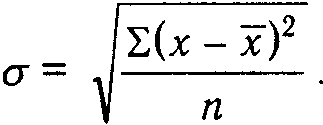 σ = √(Σ(x − x̄)² / n) .